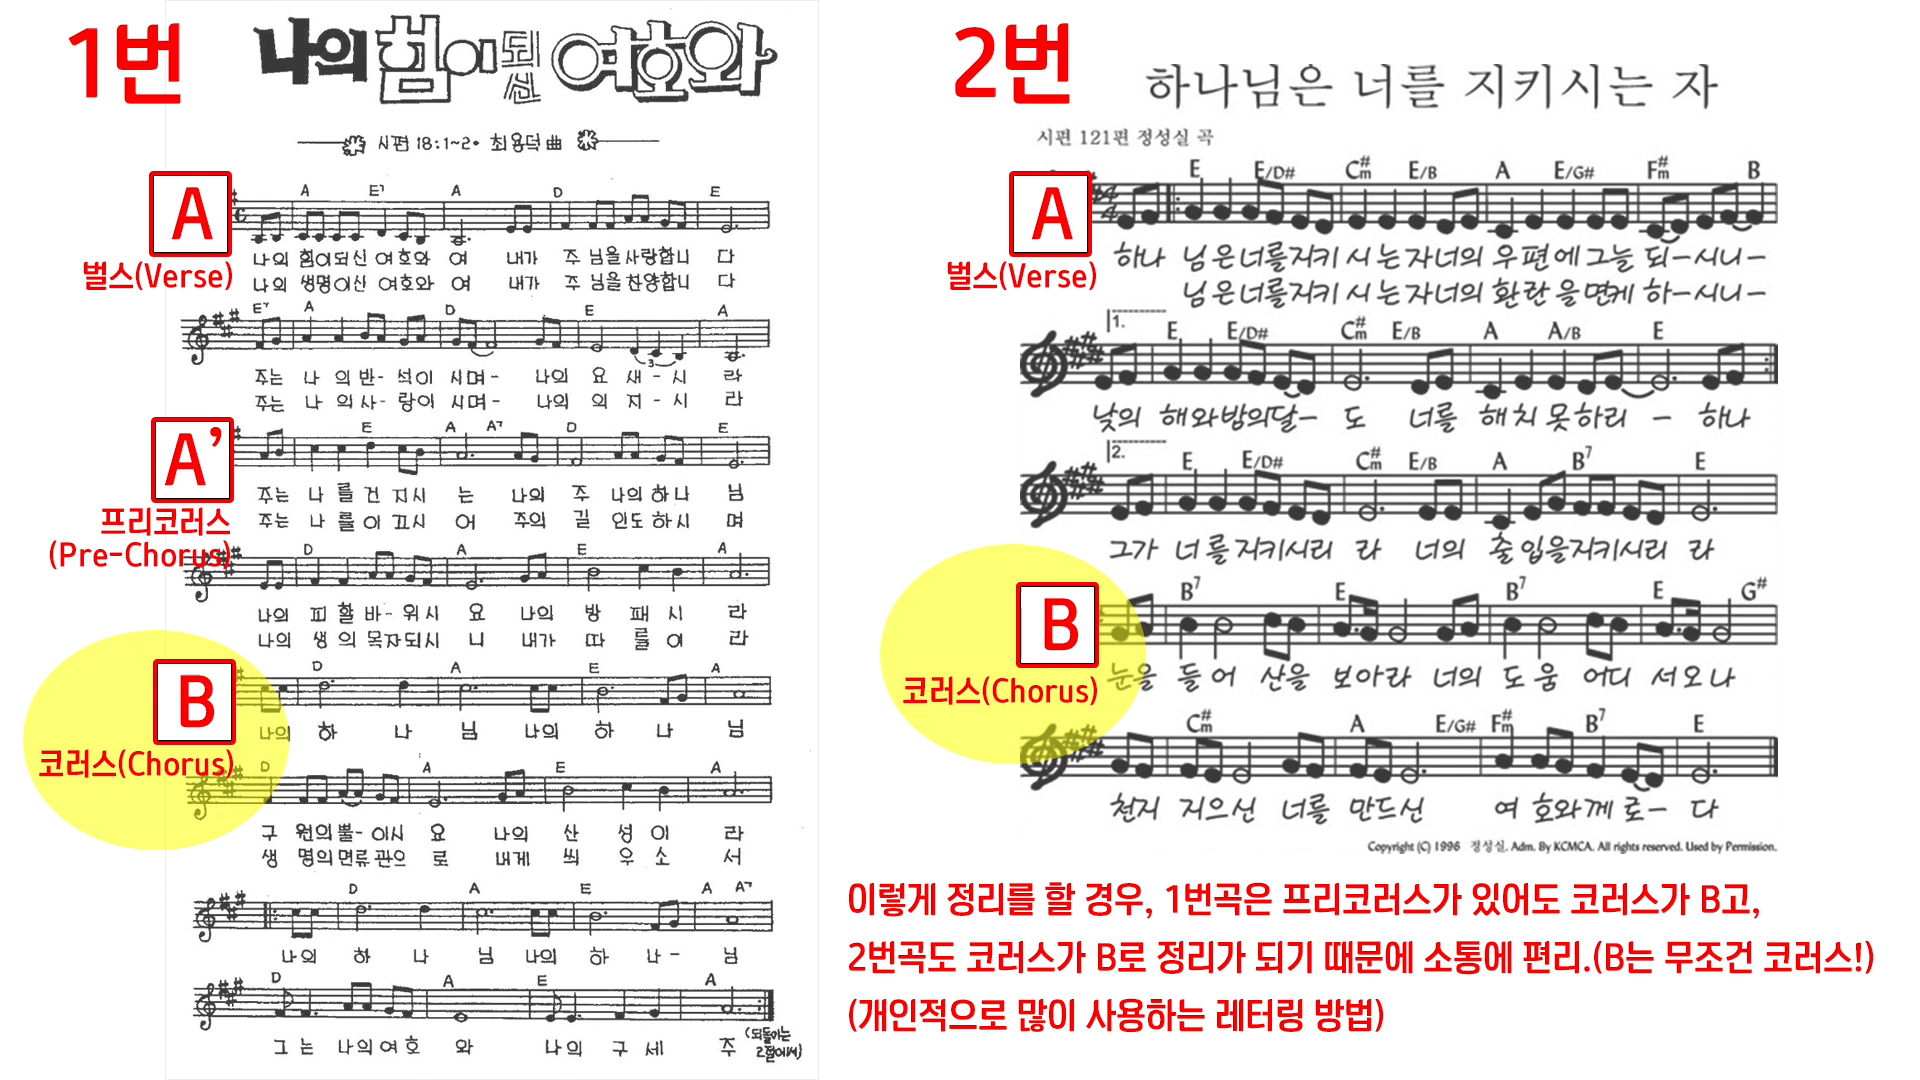 1번
나의 힘이 되신 여호와
시편 18:1~2· 최용덕 曲
A
벌스(Verse)
A E7 A D E
나의 힘이되신 여호와 여 내가 주 님을사랑합니 다
나의 생명이신 여호와 여 내가 주 님을찬양합니 다
E7 A D E A
3
주는 나 의반- 석이 시며- 나의 요 새-시 라
주는 나 의사- 랑이 시며- 나의 의 지-시 라
A’
프리코러스
(Pre-Chorus)
E A A7 D E
주는 나 를건 지시 는 나의 주 나의하나 님
주는 나 를이 끄시 어 주의 길 인도하시 며
D A E A
나의 피 할바- 위시 요 나의 방 패시 라
나의 생 의목자되시 니 내가 따 를이 라
B
코러스(Chorus)
D A E A
나의 하 나 님 나의 하 나 님
D A E A
구 원의뿔-이시 요 나의 산 성이 라
생 명의면류관으 로 내게 씌 우소 서
D A E A A7
나의 하 나 님 나의 하 나- 님
D A E A
그는 나의여호 와 나의 구세 주 (되돌이는
2절에서)
2번
하나님은 너를 지키시는 자
시편 121편 정성실 곡
A
벌스(Verse)
E E/D# C#m E/B A E/G# F#m B
4
4
하나 님은너를지키 시는자너의 우편에그늘 되-시니-
님은너를지키 시는자너의 환란을면케 하-시니-
1.
E E/D# C#m E/B A A/B E
낮의 해와밤의달- 도 너를 해치못하리 - 하나
2.
E E/D# C#m E/B A B7 E
그가 너를지키시리 라 너의 출입을지키시리 라
B
코러스(Chorus)
B7 E B7 E G#
눈을 들어 산을 보아라 너의 도움 어디 서오나
C#m A E/G# F#m B7 E
천지 지으신 너를 만드신 여호와께로- 다
Copyright (C) 1996 정성실. Adm. By KCMCA. All rights reserved. Used by Permission.
이렇게 정리를 할 경우, 1번곡은 프리코러스가 있어도 코러스가 B고,
2번곡도 코러스가 B로 정리가 되기 때문에 소통에 편리.(B는 무조건 코러스!)
(개인적으로 많이 사용하는 레터링 방법)